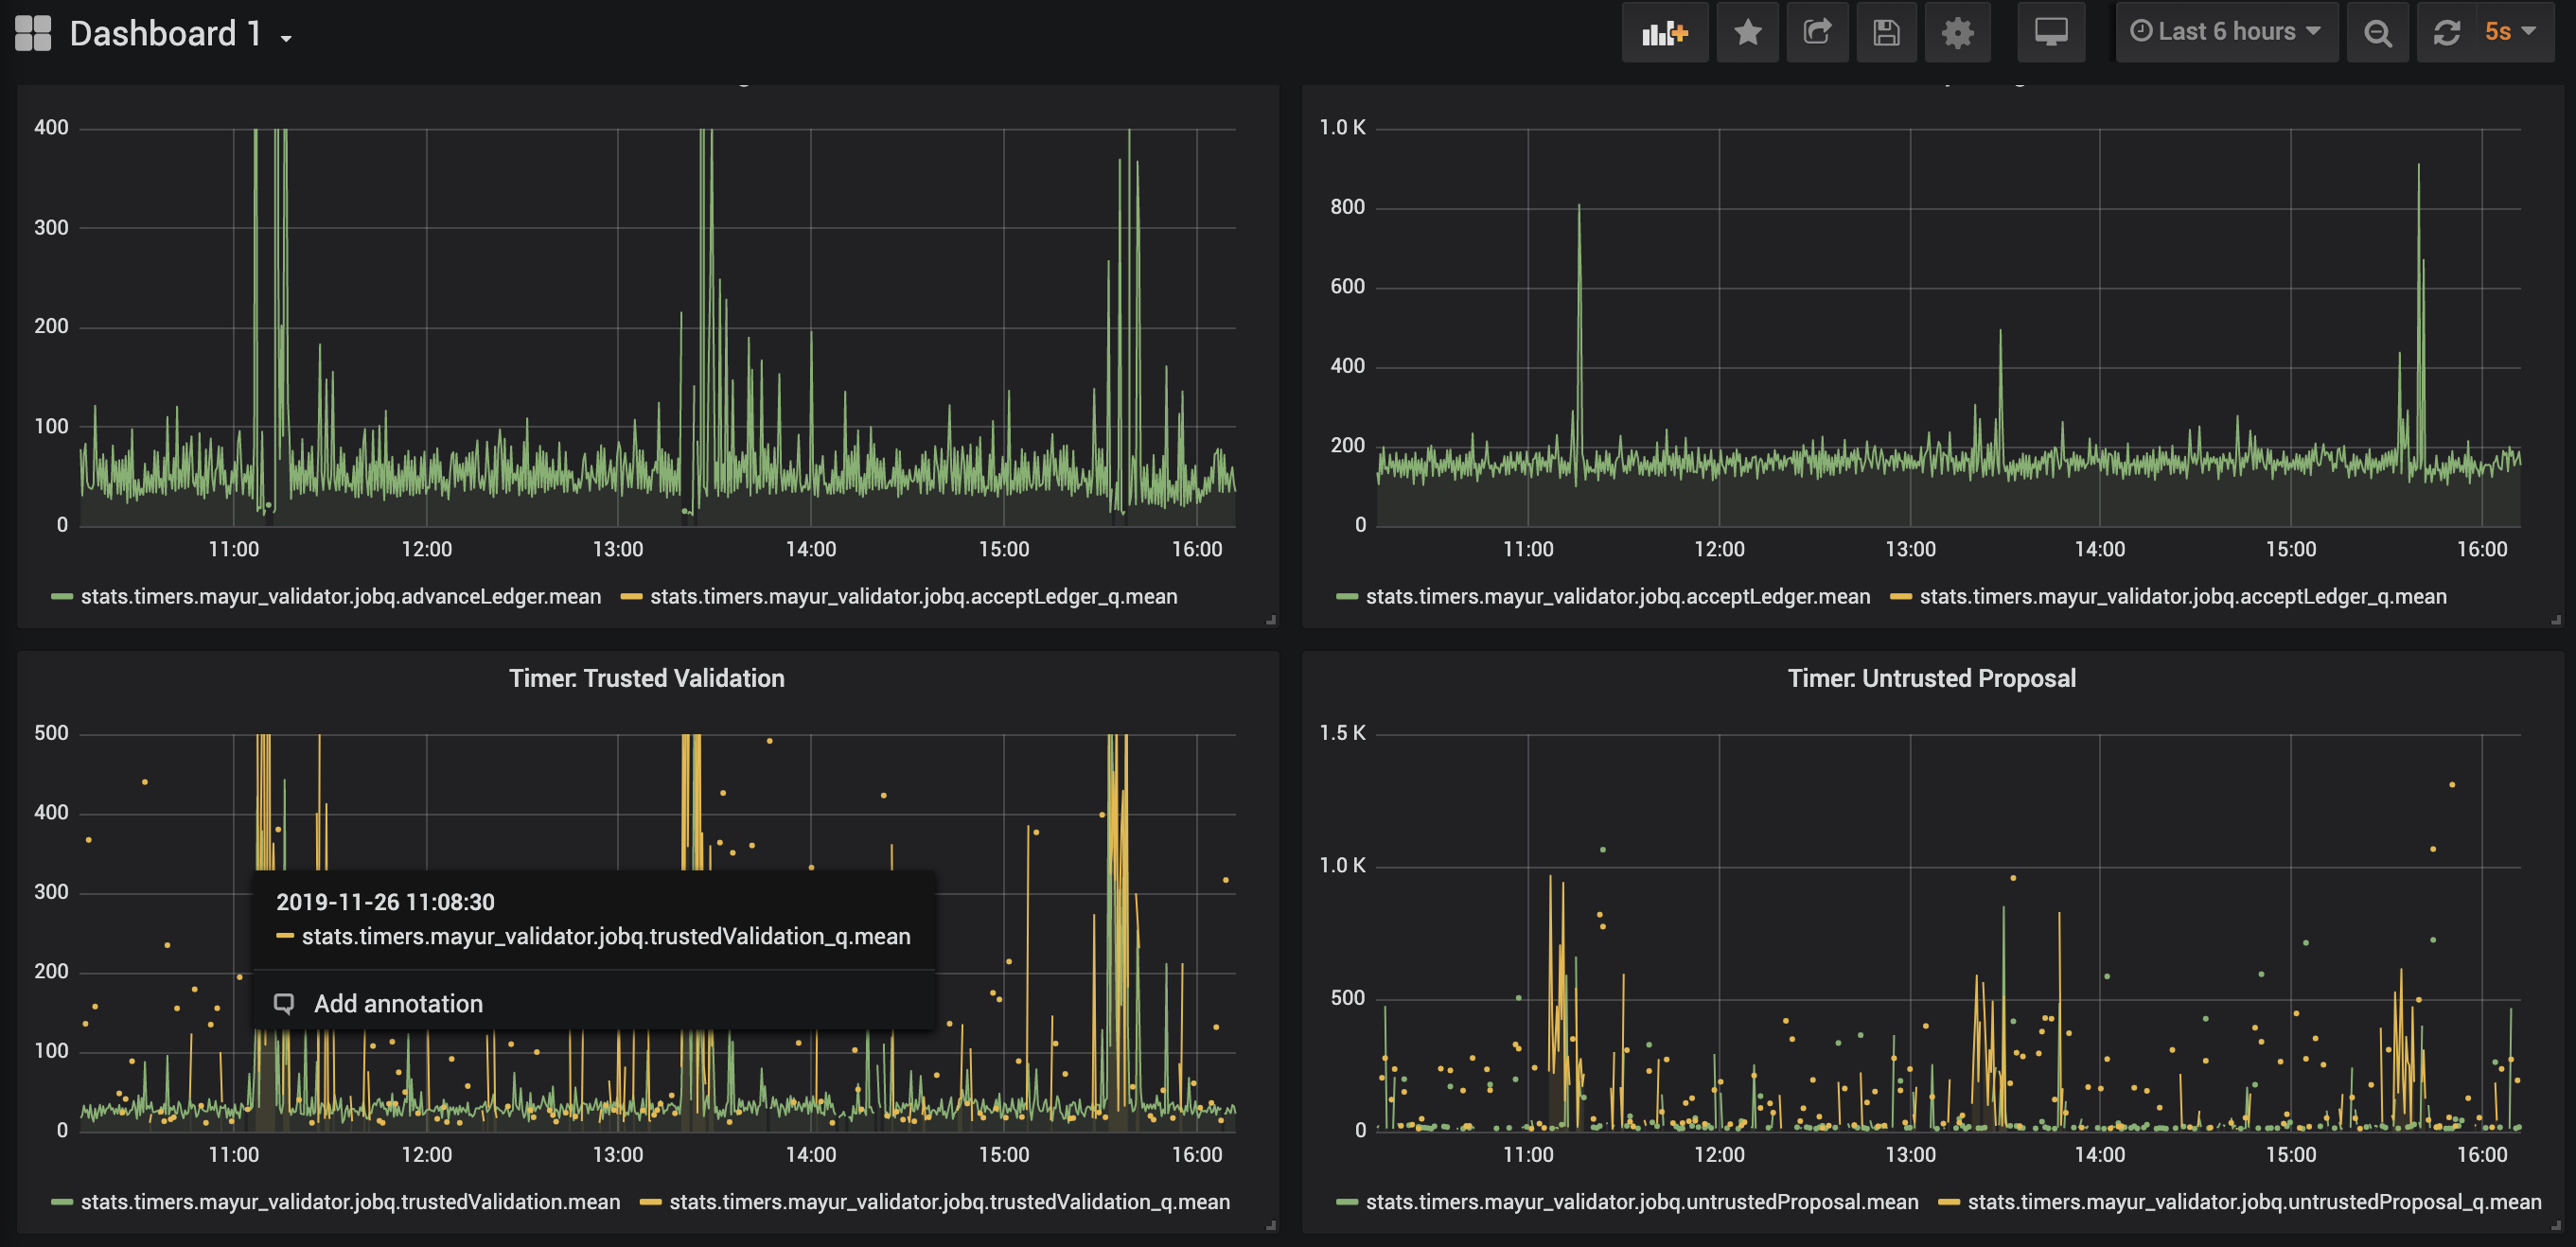 Dashboard 1
Last 6 hours
5s
400
300
200
100
0
11:00 12:00 13:00 14:00 15:00 16:00
stats.timers.mayur_validator.jobq.advanceLedger.mean stats.timers.mayur_validator.jobq.acceptLedger_q.mean
1.0 K
800
600
400
200
0
11:00 12:00 13:00 14:00 15:00 16:00
stats.timers.mayur_validator.jobq.acceptLedger.mean stats.timers.mayur_validator.jobq.acceptLedger_q.mean
Timer: Trusted Validation
500
400
300
200
100
0
2019-11-26 11:08:30
stats.timers.mayur_validator.jobq.trustedValidation_q.mean
Add annotation
11:00 12:00 13:00 14:00 15:00 16:00
stats.timers.mayur_validator.jobq.trustedValidation.mean stats.timers.mayur_validator.jobq.trustedValidation_q.mean
Timer: Untrusted Proposal
1.5 K
1.0 K
500
0
11:00 12:00 13:00 14:00 15:00 16:00
stats.timers.mayur_validator.jobq.untrustedProposal.mean stats.timers.mayur_validator.jobq.untrustedProposal_q.mean